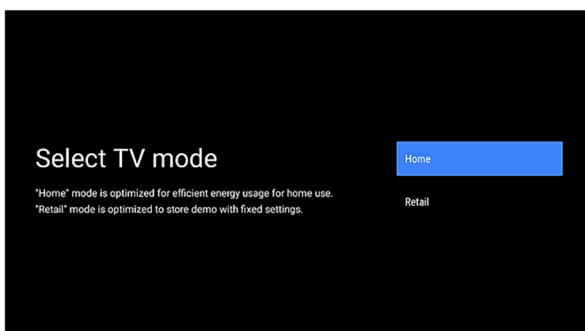 Select TV mode
"Home" mode is optimized for efficient energy usage for home use.
"Retail" mode is optimized to store demo with fixed settings.
Home
Retail